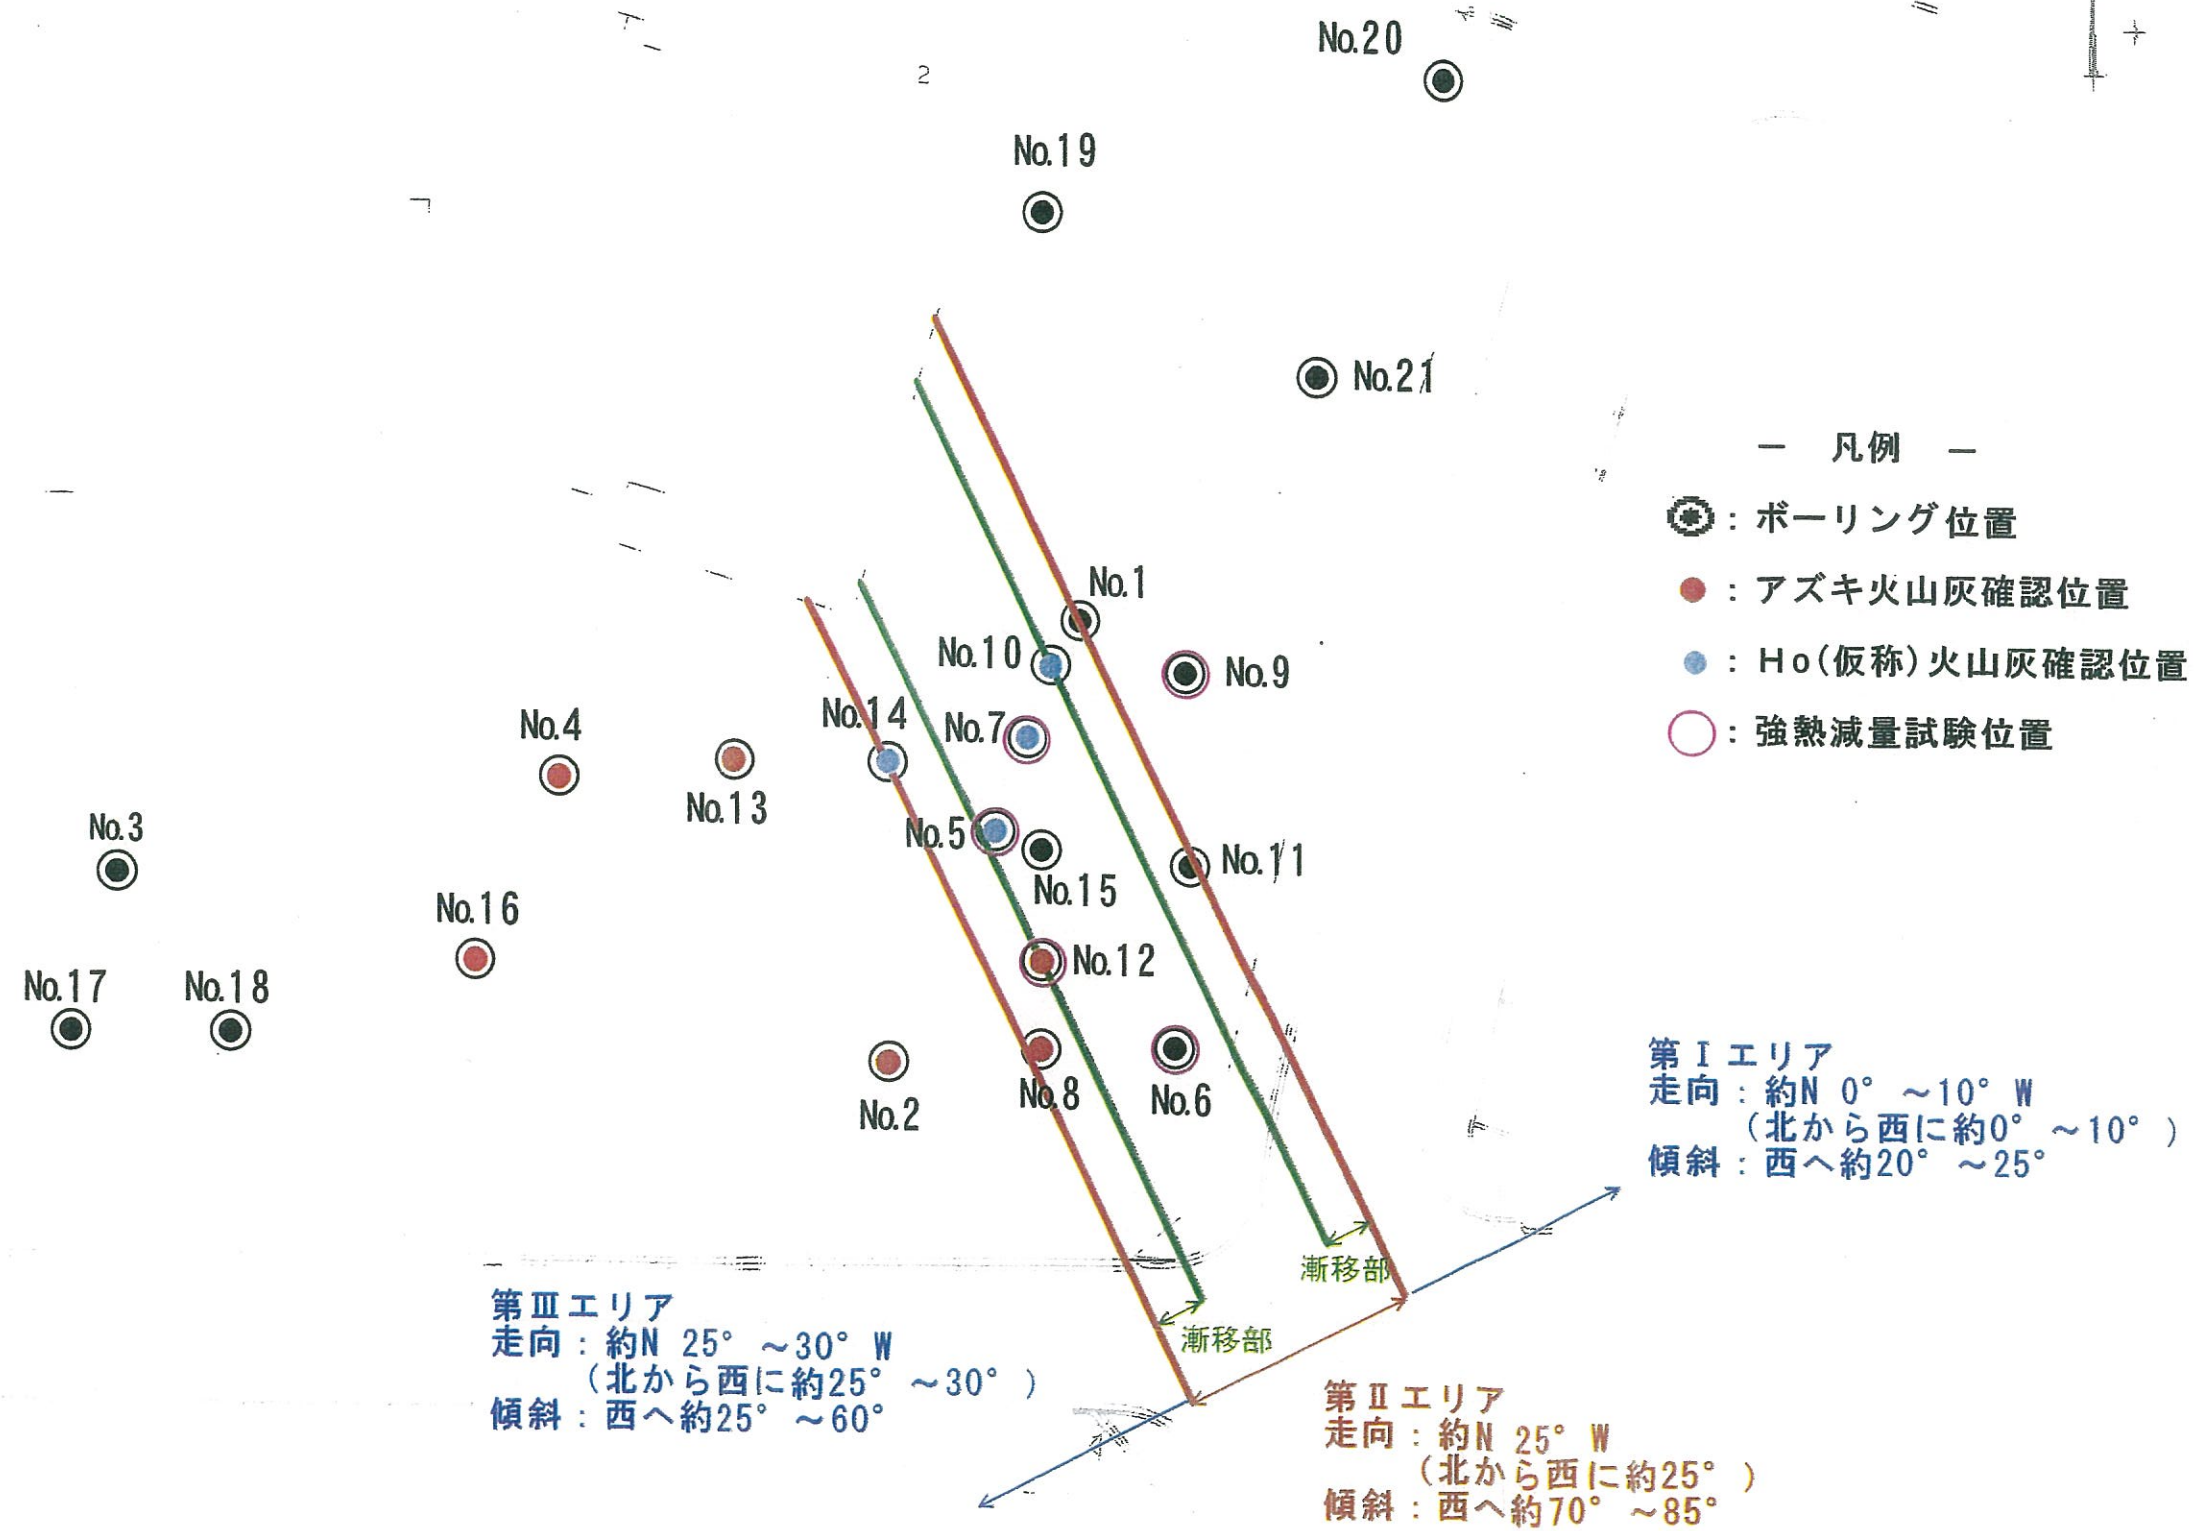 No.20
2
No.19
No.21
No.1
No.10
No.9
No.14
No.7
No.4
No.13
No.5
No.3
No.15
No.11
No.16
No.12
No.17
No.18
No.2
No.8
No.6
― 凡例 ―
：ボーリング位置
：アズキ火山灰確認位置
：Ho(仮称)火山灰確認位置
：強熱減量試験位置
第Ⅰエリア
走向：約N 0° ～10° W
（北から西に約0° ～10° ）
傾斜：西へ約20° ～25°
漸移部
漸移部
第Ⅲエリア
走向：約N 25° ～30° W
（北から西に約25° ～30° ）
傾斜：西へ約25° ～60°
第Ⅱエリア
走向：約N 25° W
（北から西に約25° ）
傾斜：西へ約70° ～85°